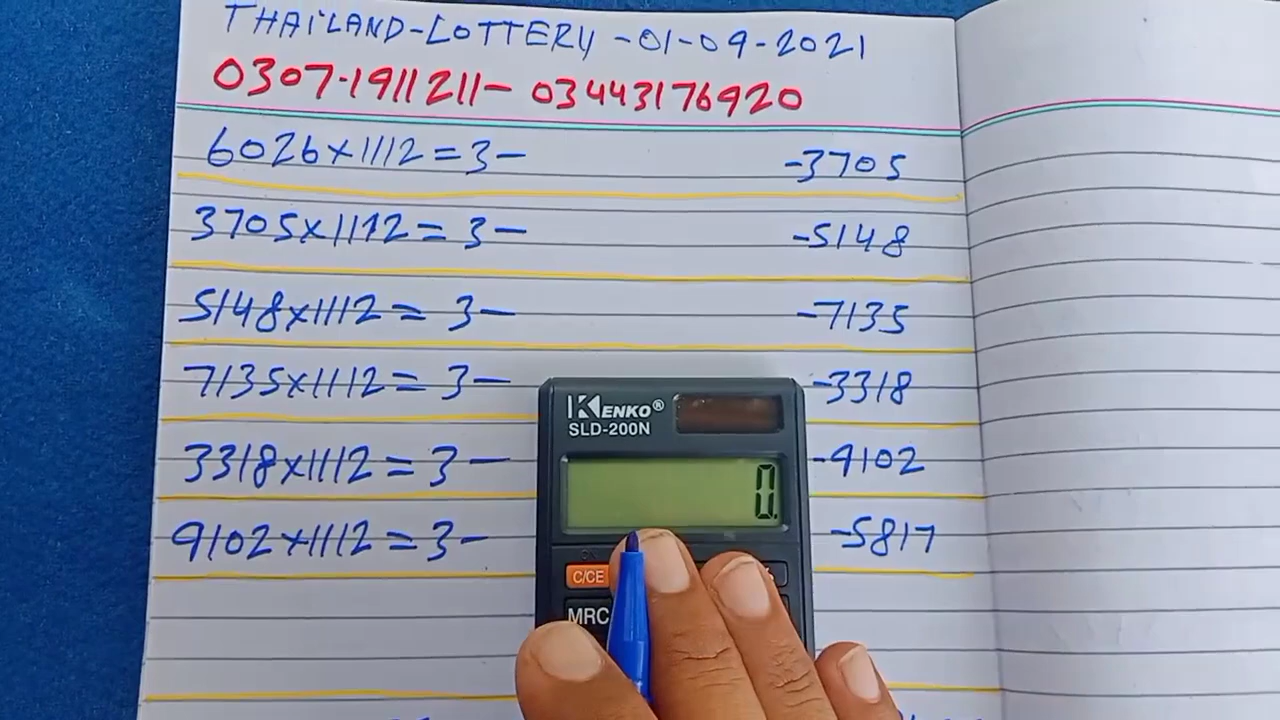 THAILAND-LOTTERY-01-09-2021
0307-1911211-03443176920
6026x1112=3- -3705
3705x1112=3- -5148
5148x1112=3- -7135
7135x1112=3- -3318
3318x1112=3- -9102
9102x1112=3- -5817
KENKO®
SLD-200N
0.
C/CE
MRC